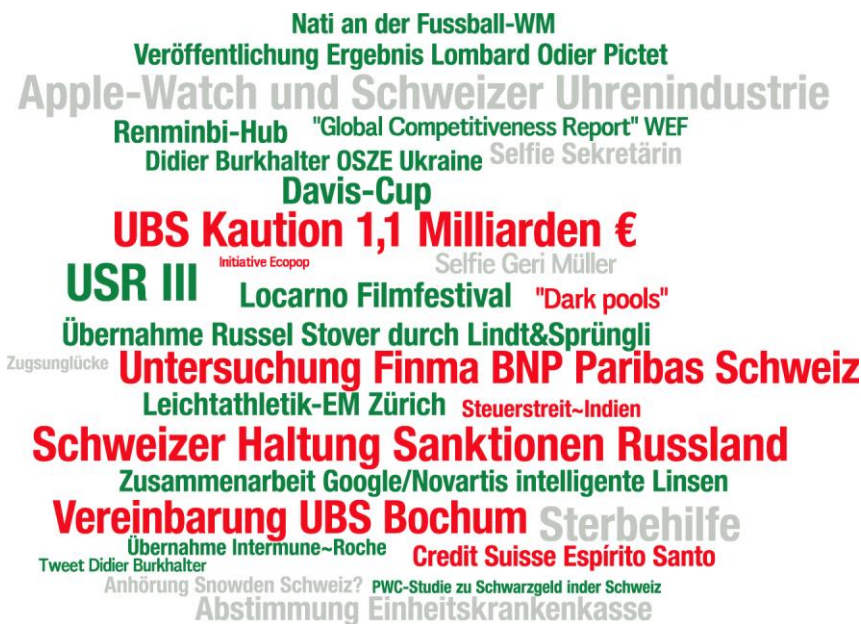 Nati an der Fussball-WM
Veröffentlichung Ergebnis Lombard Odier Pictet
Apple-Watch und Schweizer Uhrenindustrie
Renminbi-Hub "Global Competitiveness Report" WEF
Didier Burkhalter OSZE Ukraine Selfie Sekretärin
Davis-Cup
UBS Kaution 1,1 Milliarden €
Initiative Ecopop Selfie Geri Müller
USR III Locarno Filmfestival "Dark pools"
Übernahme Russel Stover durch Lindt&Sprüngli
Zugsunglücke Untersuchung Finma BNP Paribas Schweiz
Leichtathletik-EM Zürich Steuerstreit~Indien
Schweizer Haltung Sanktionen Russland
Zusammenarbeit Google/Novartis intelligente Linsen
Vereinbarung UBS Bochum Sterbehilfe
Übernahme Intermune~Roche Credit Suisse Espírito Santo
Tweet Didier Burkhalter
Anhörung Snowden Schweiz? PWC-Studie zu Schwarzgeld inder Schweiz
Abstimmung Einheitskrankenkasse